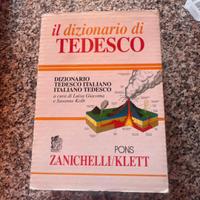 il dizionario di
TEDESCO
DIZIONARIO
TEDESCO ITALIANO
ITALIANO TEDESCO
a cura di Luisa Giacoma
e Susanne Kolb
PONS
ZANICHELLI/KLETT